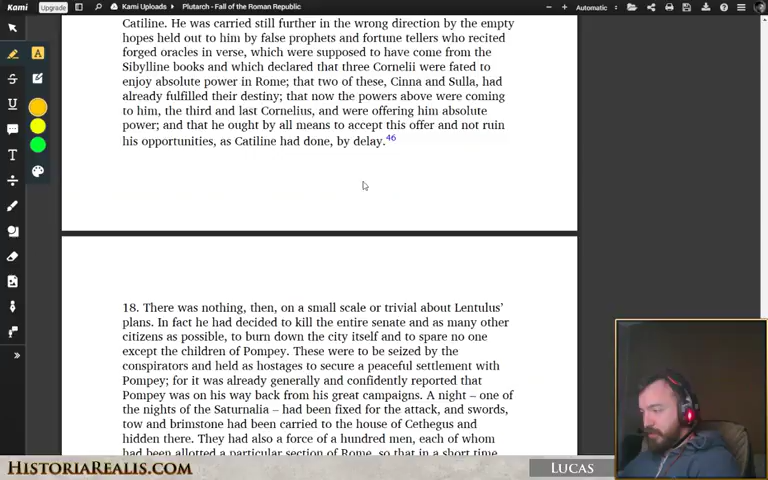 Kami
Upgrade
Kami Uploads
Plutarch - Fall of the Roman Republic
Automatic
Catiline. He was carried still further in the wrong direction by the empty
hopes held out to him by false prophets and fortune tellers who recited
forged oracles in verse, which were supposed to have come from the
Sibylline books and which declared that three Cornelii were fated to
enjoy absolute power in Rome; that two of these, Cinna and Sulla, had
already fulfilled their destiny; that now the powers above were coming
to him, the third and last Cornelius, and were offering him absolute
power; and that he ought by all means to accept this offer and not ruin
his opportunities, as Catiline had done, by delay.46
18. There was nothing, then, on a small scale or trivial about Lentulus'
plans. In fact he had decided to kill the entire senate and as many other
citizens as possible, to burn down the city itself and to spare no one
except the children of Pompey. These were to be seized by the
conspirators and held as hostages to secure a peaceful settlement with
Pompey; for it was already generally and confidently reported that
Pompey was on his way back from his great campaigns. A night – one of
the nights of the Saturnalia – had been fixed for the attack, and swords,
tow and brimstone had been carried to the house of Cethegus and
hidden there. They had also a force of a hundred men, each of whom
had been allotted a particular section of Rome, so that in a short time
HistoriaRealis.com
Lucas